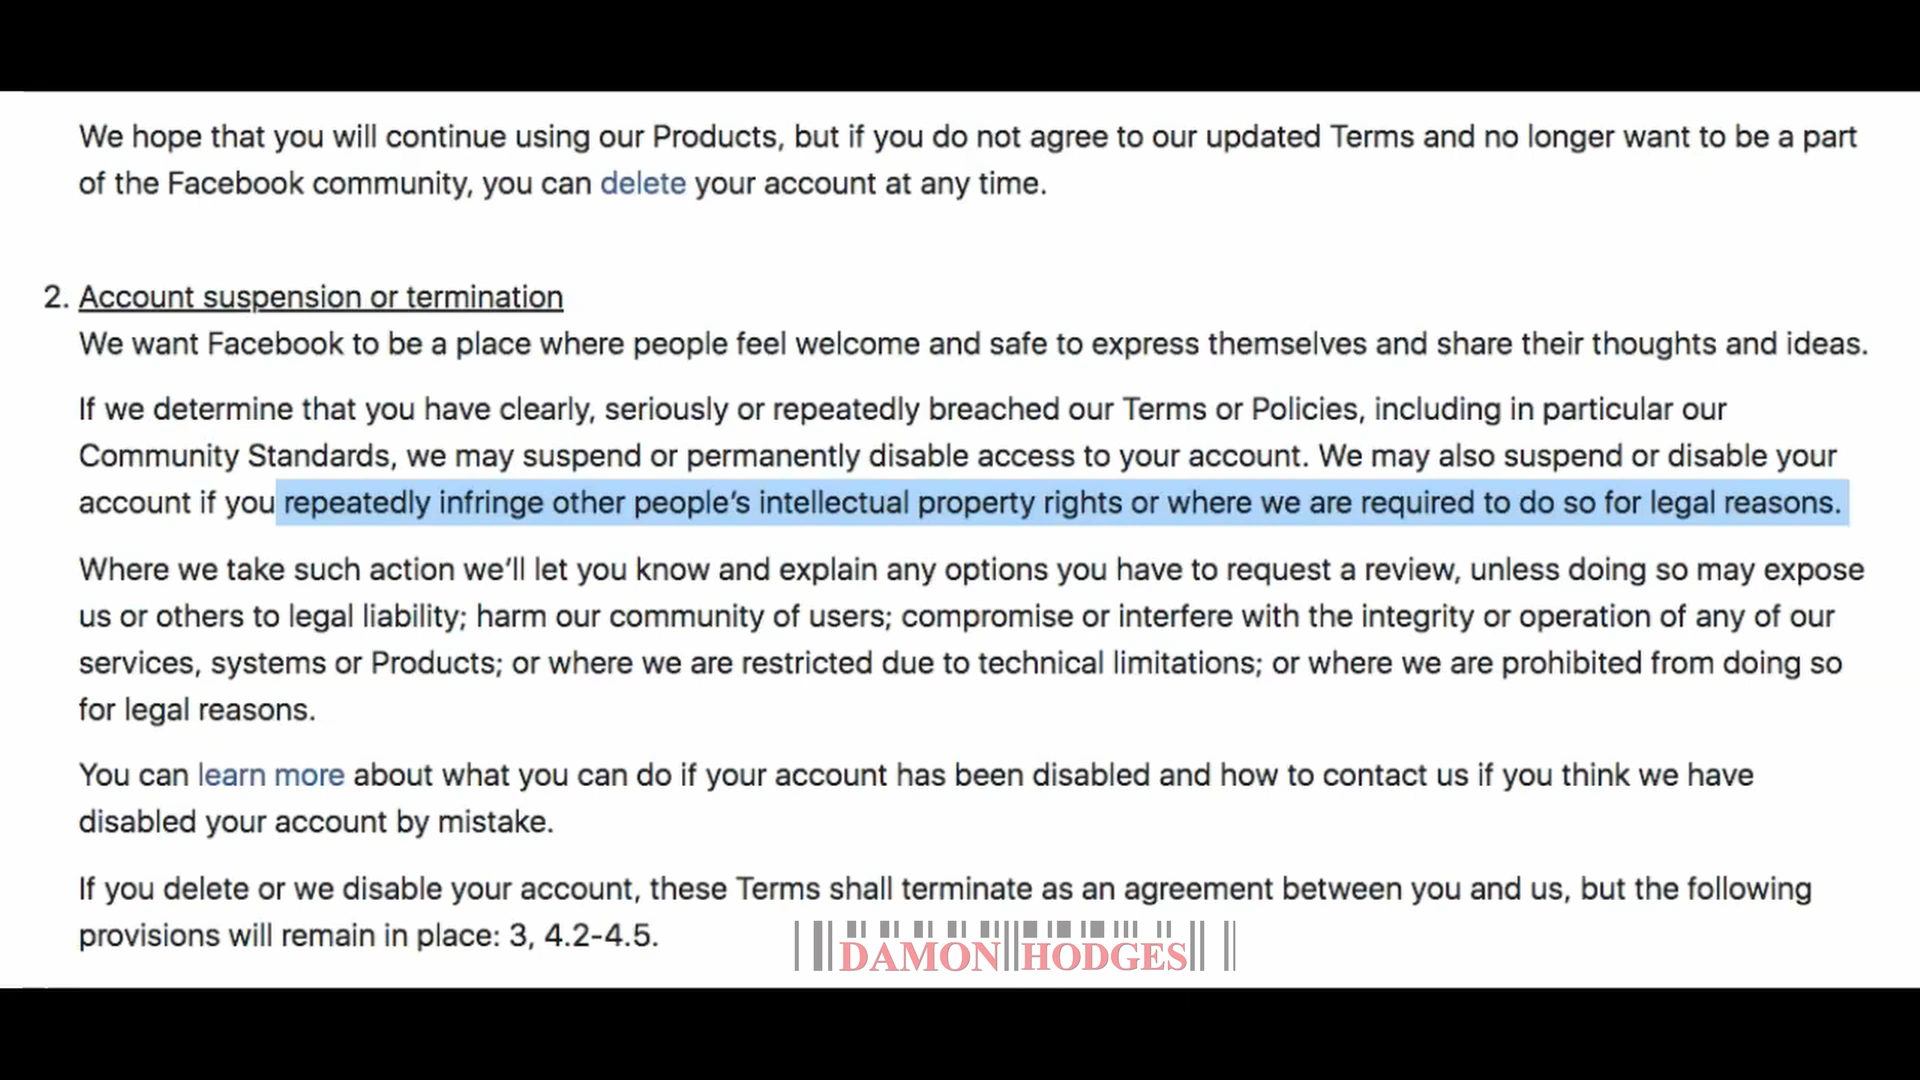 We hope that you will continue using our Products, but if you do not agree to our updated Terms and no longer want to be a part
of the Facebook community, you can delete your account at any time.
2. Account suspension or termination
We want Facebook to be a place where people feel welcome and safe to express themselves and share their thoughts and ideas.
If we determine that you have clearly, seriously or repeatedly breached our Terms or Policies, including in particular our
Community Standards, we may suspend or permanently disable access to your account. We may also suspend or disable your
account if you repeatedly infringe other people’s intellectual property rights or where we are required to do so for legal reasons.
Where we take such action we’ll let you know and explain any options you have to request a review, unless doing so may expose
us or others to legal liability; harm our community of users; compromise or interfere with the integrity or operation of any of our
services, systems or Products; or where we are restricted due to technical limitations; or where we are prohibited from doing so
for legal reasons.
You can learn more about what you can do if your account has been disabled and how to contact us if you think we have
disabled your account by mistake.
If you delete or we disable your account, these Terms shall terminate as an agreement between you and us, but the following
provisions will remain in place: 3, 4.2-4.5.
DAMON HODGES